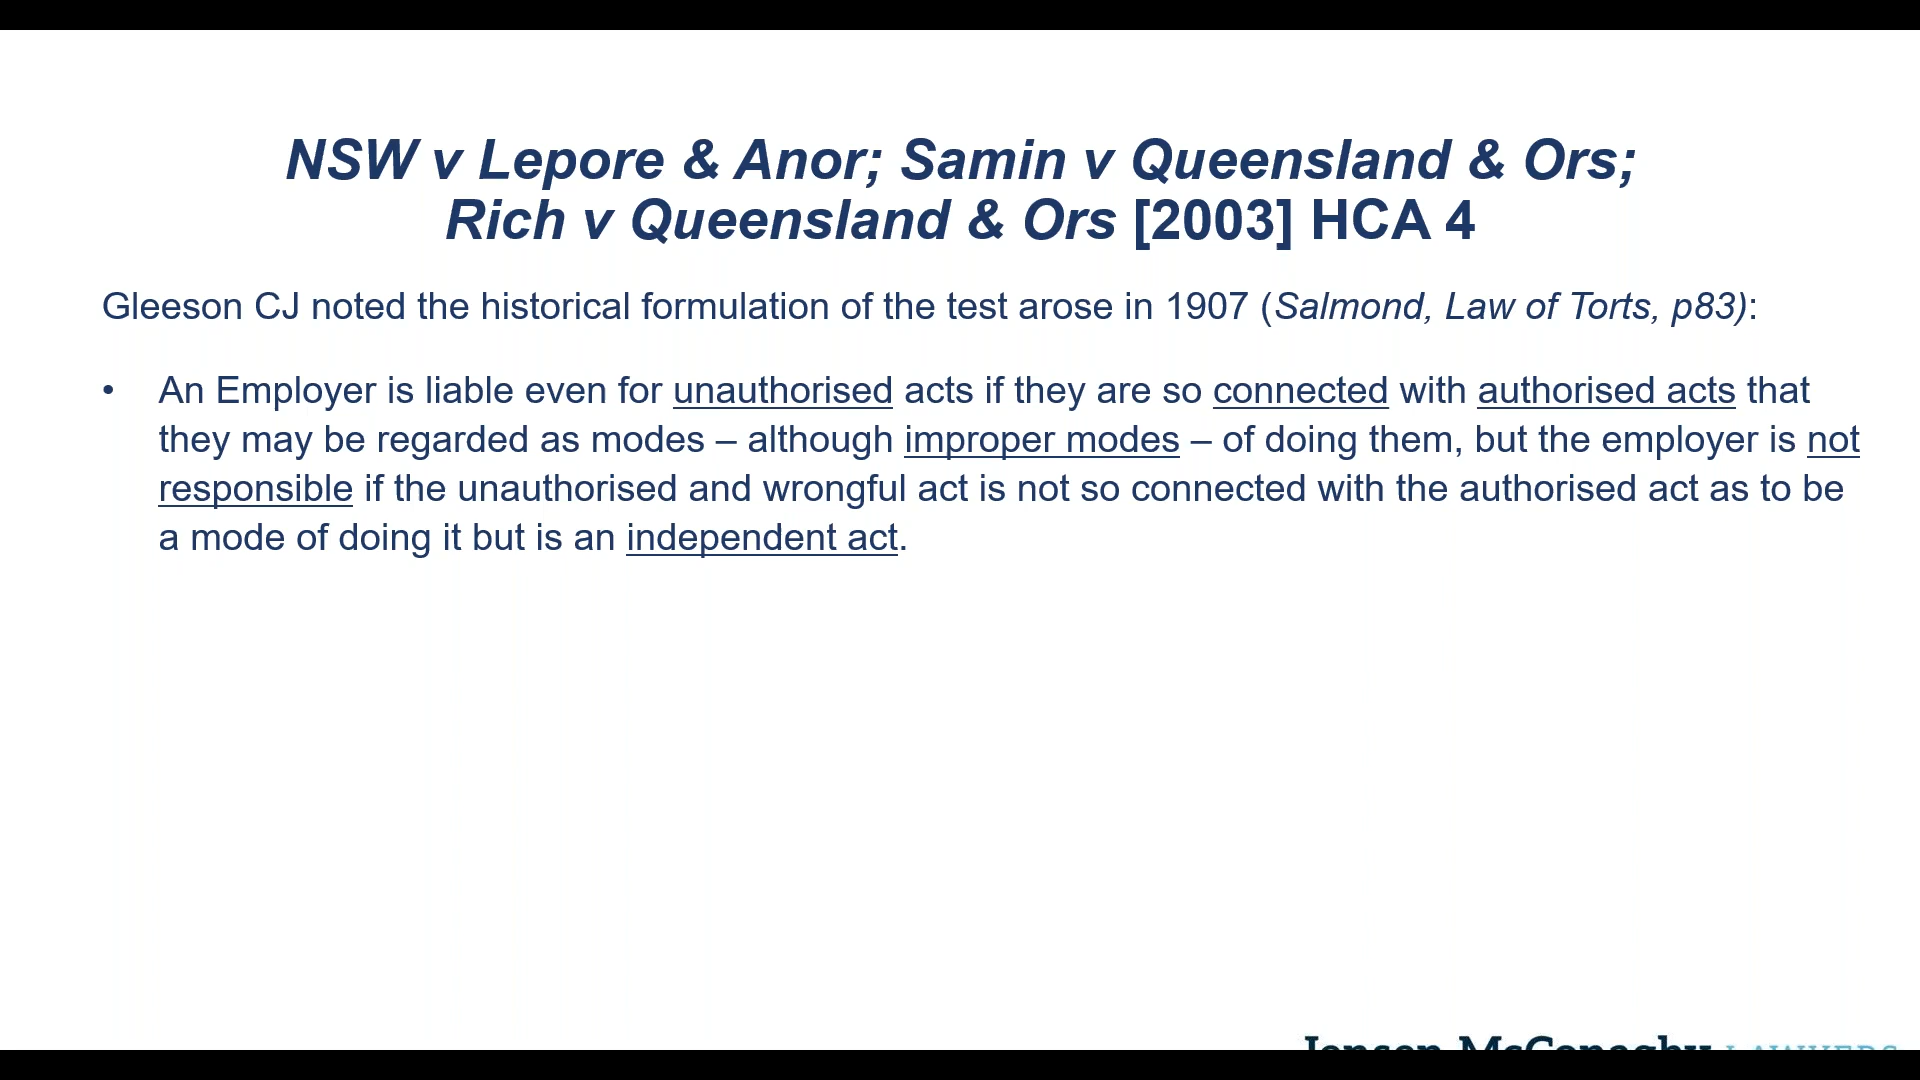 NSW v Lepore & Anor; Samin v Queensland & Ors;
Rich v Queensland & Ors [2003] HCA 4
Gleeson CJ noted the historical formulation of the test arose in 1907 (Salmond, Law of Torts, p83):
• An Employer is liable even for unauthorised acts if they are so connected with authorised acts that
they may be regarded as modes – although improper modes – of doing them, but the employer is not
responsible if the unauthorised and wrongful act is not so connected with the authorised act as to be
a mode of doing it but is an independent act.
Jensen McConaghy LAWYERS